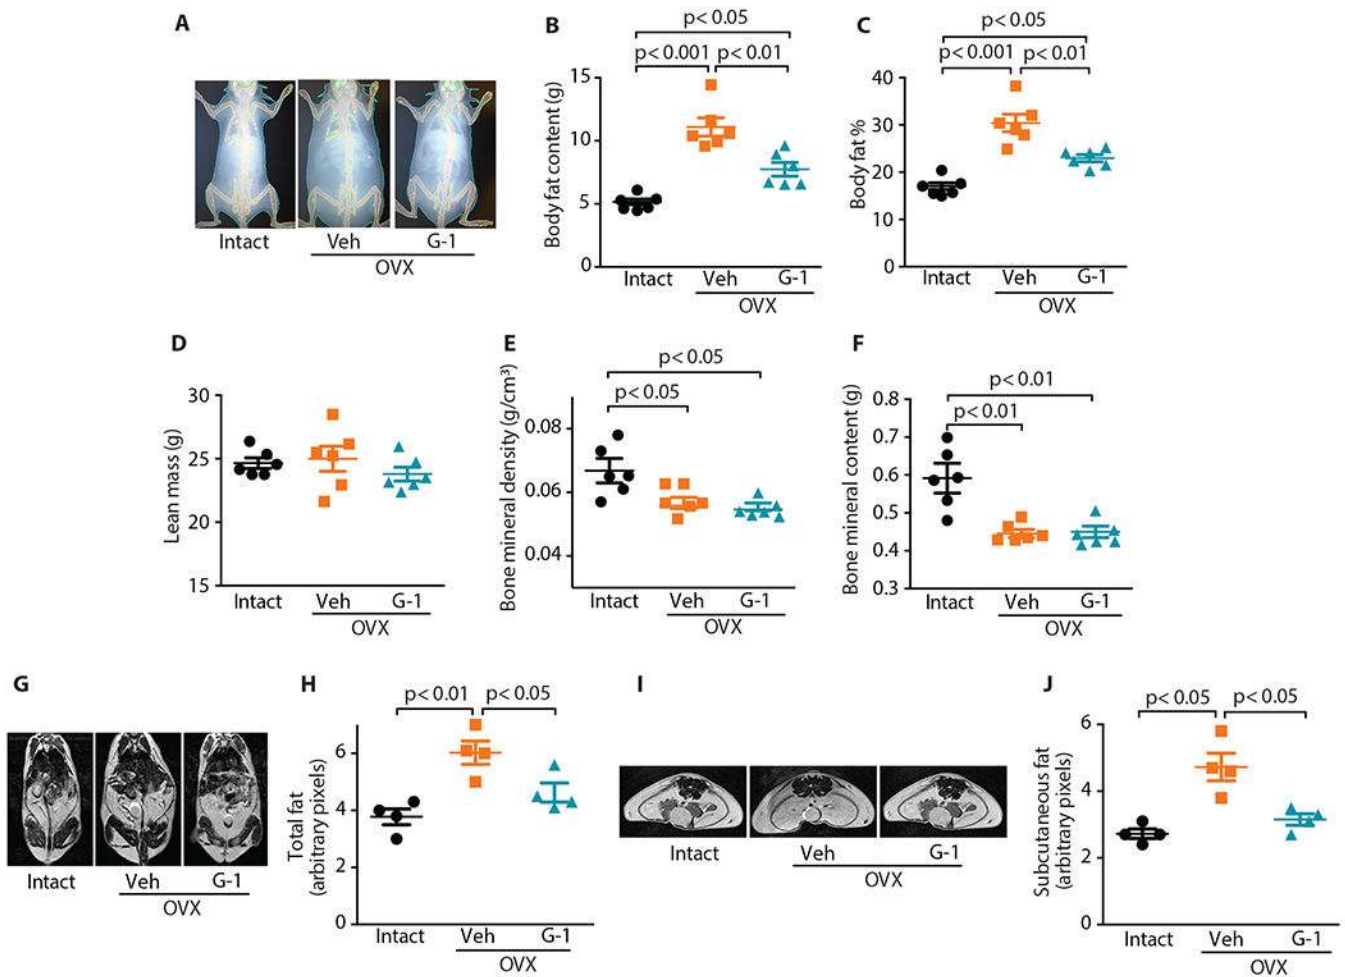 A
Intact
Veh
G-1
OVX
B
p< 0.05
p< 0.001
p< 0.01
Body fat content (g)
15
10
5
0
Intact
Veh
G-1
OVX
C
p< 0.05
p< 0.001
p< 0.01
Body fat %
40
30
20
10
0
Intact
Veh
G-1
OVX
D
Lean mass (g)
30
25
20
15
Intact
Veh
G-1
OVX
E
p< 0.05
p< 0.05
Bone mineral density (g/cm³)
0.08
0.06
0.04
Intact
Veh
G-1
OVX
F
p< 0.01
p< 0.01
Bone mineral content (g)
0.8
0.7
0.6
0.5
0.4
0.3
Intact
Veh
G-1
OVX
G
Intact
Veh
G-1
OVX
H
p< 0.01
p< 0.05
Total fat
(arbitrary pixels)
6
4
2
0
Intact
Veh
G-1
OVX
I
Intact
Veh
G-1
OVX
J
p< 0.05
p< 0.05
Subcutaneous fat
(arbitrary pixels)
6
4
2
0
Intact
Veh
G-1
OVX